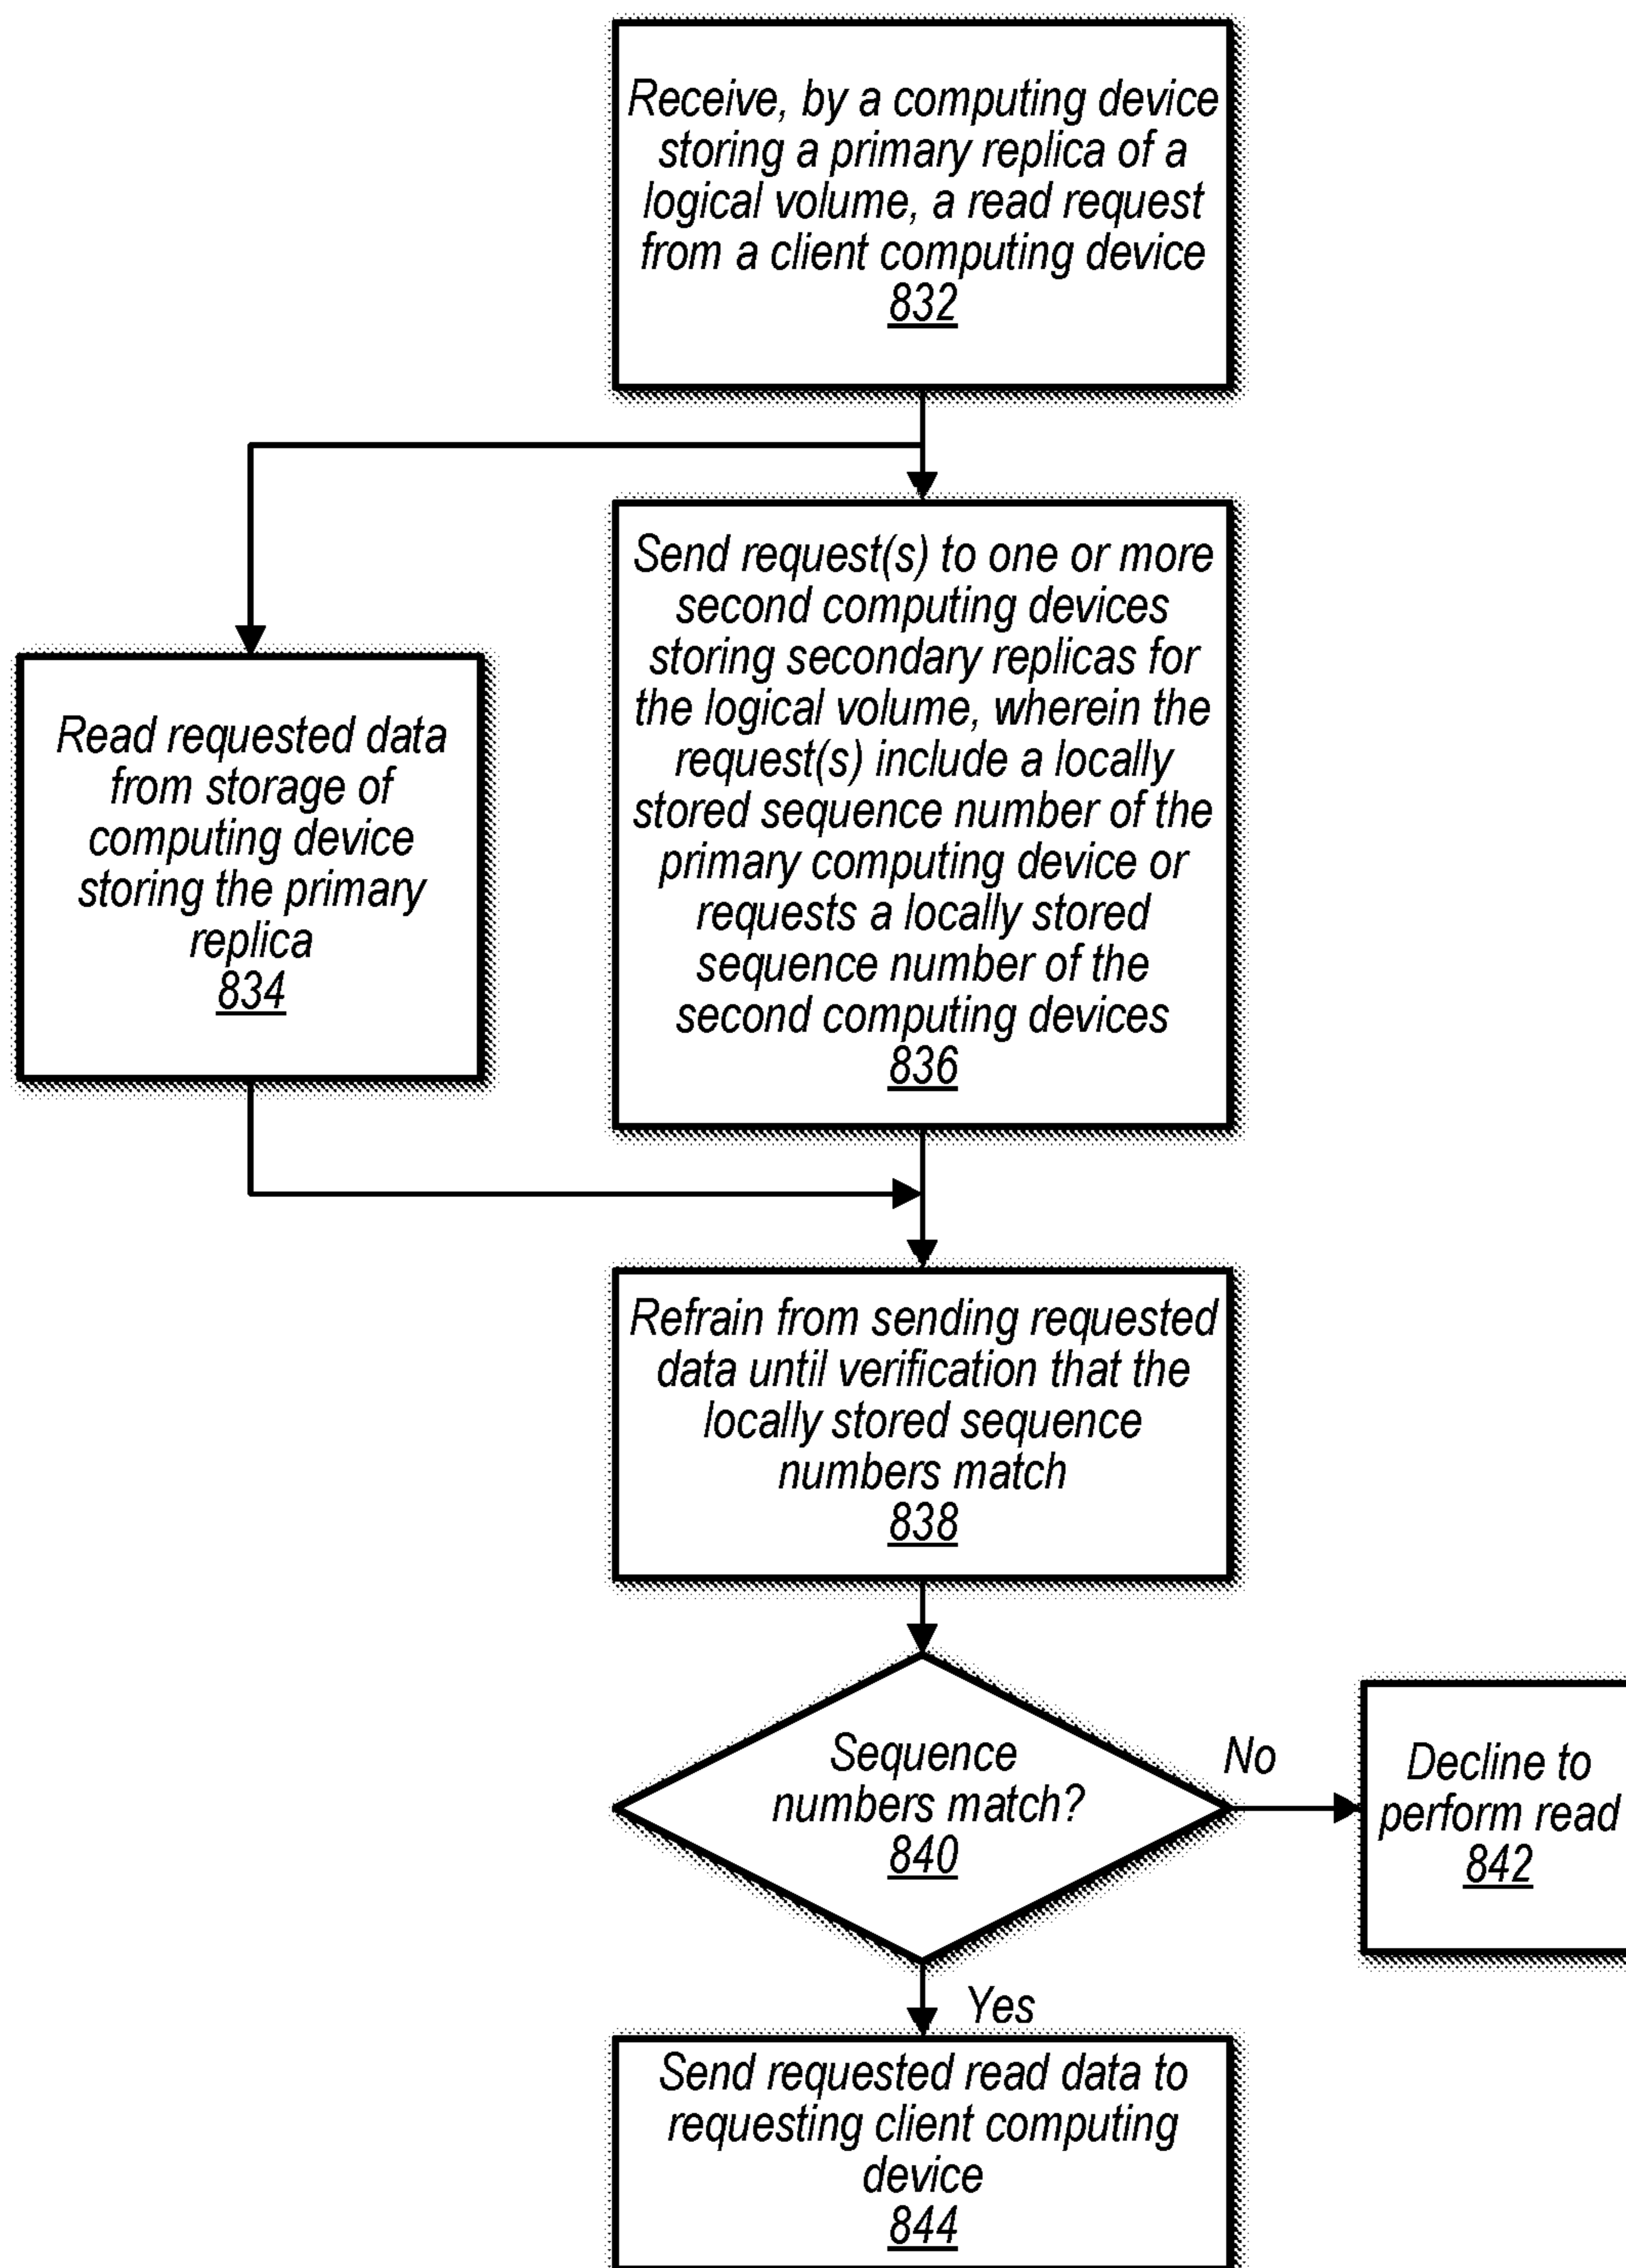 Receive, by a computing device
storing a primary replica of a
logical volume, a read request
from a client computing device
832
Read requested data
from storage of
computing device
storing the primary
replica
834
Send request(s) to one or more
second computing devices
storing secondary replicas for
the logical volume, wherein the
request(s) include a locally
stored sequence number of the
primary computing device or
requests a locally stored
sequence number of the
second computing devices
836
Refrain from sending requested
data until verification that the
locally stored sequence
numbers match
838
Sequence
numbers match?
840
No
Decline to
perform read
842
Yes
Send requested read data to
requesting client computing
device
844